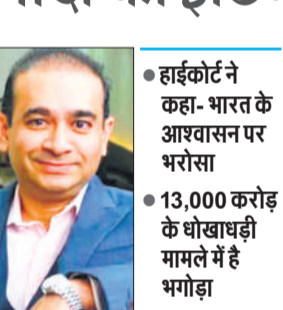 हाईकोर्ट ने
कहा- भारत के
आश्वासन पर
भरोसा
13,000 करोड़
के धोखाधड़ी
मामले में है
भगोड़ा